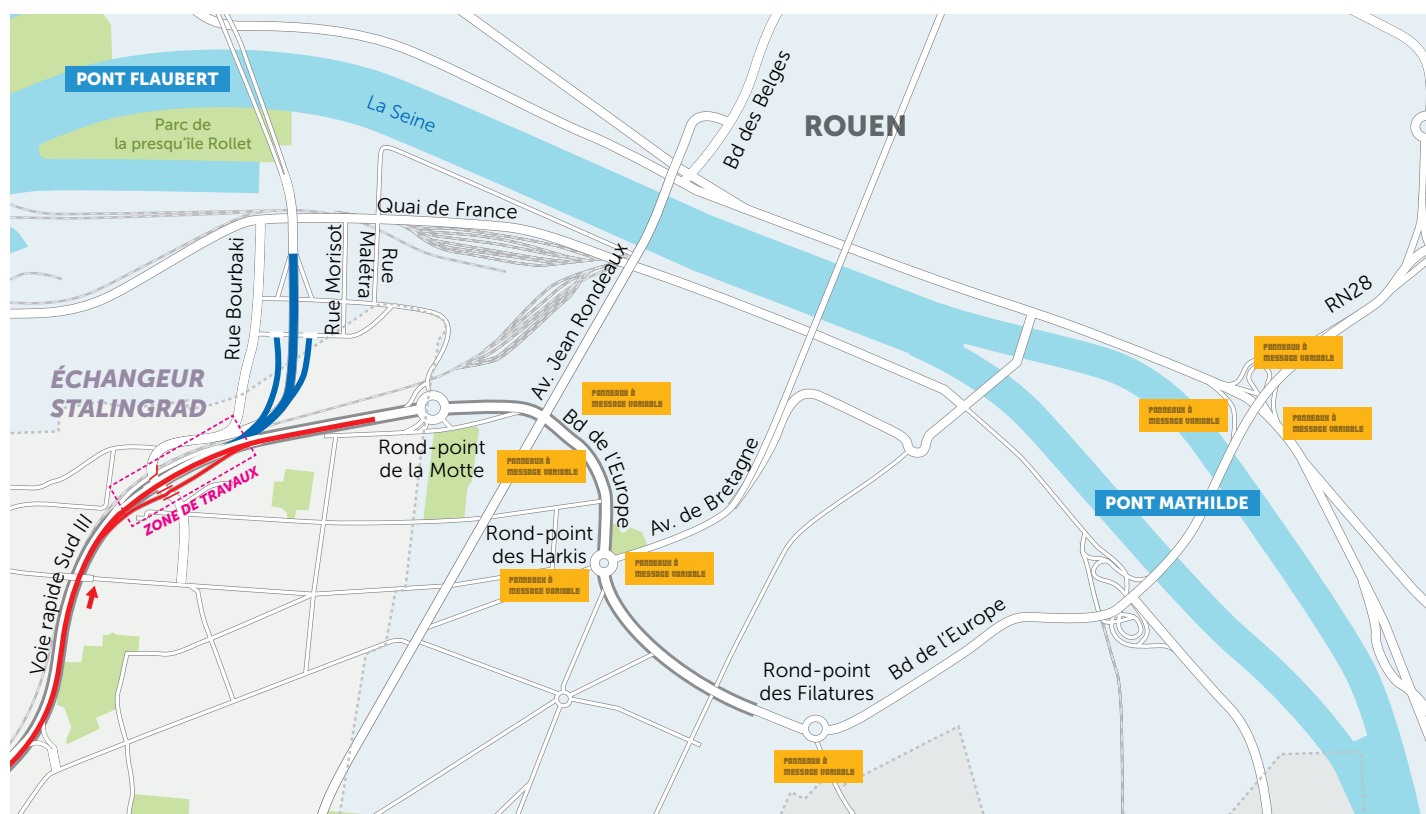 PONT FLAUBERT
Parc de
la presqu'île Rollet
La Seine
Bd des Belges
ROUEN
Quai de France
Rue Bourbaki
Rue Morisot
Rue
Malétra
Av. Jean Rondeaux
RN28
ÉCHANGEUR
STALINGRAD
PANNEAUX À
MESSAGE VARIABLE
PANNEAUX À
MESSAGE VARIABLE
PANNEAUX À
MESSAGE VARIABLE
PANNEAUX À
MESSAGE VARIABLE
Rond-point
de la Motte
Bd de l'Europe
PANNEAUX À
MESSAGE VARIABLE
ZONE DE TRAVAUX
Av. de Bretagne
PONT MATHILDE
Voie rapide Sud III
Rond-point
des Harkis
PANNEAUX À
MESSAGE VARIABLE
PANNEAUX À
MESSAGE VARIABLE
Bd de l'Europe
Rond-point
des Filatures
PANNEAUX À
MESSAGE VARIABLE